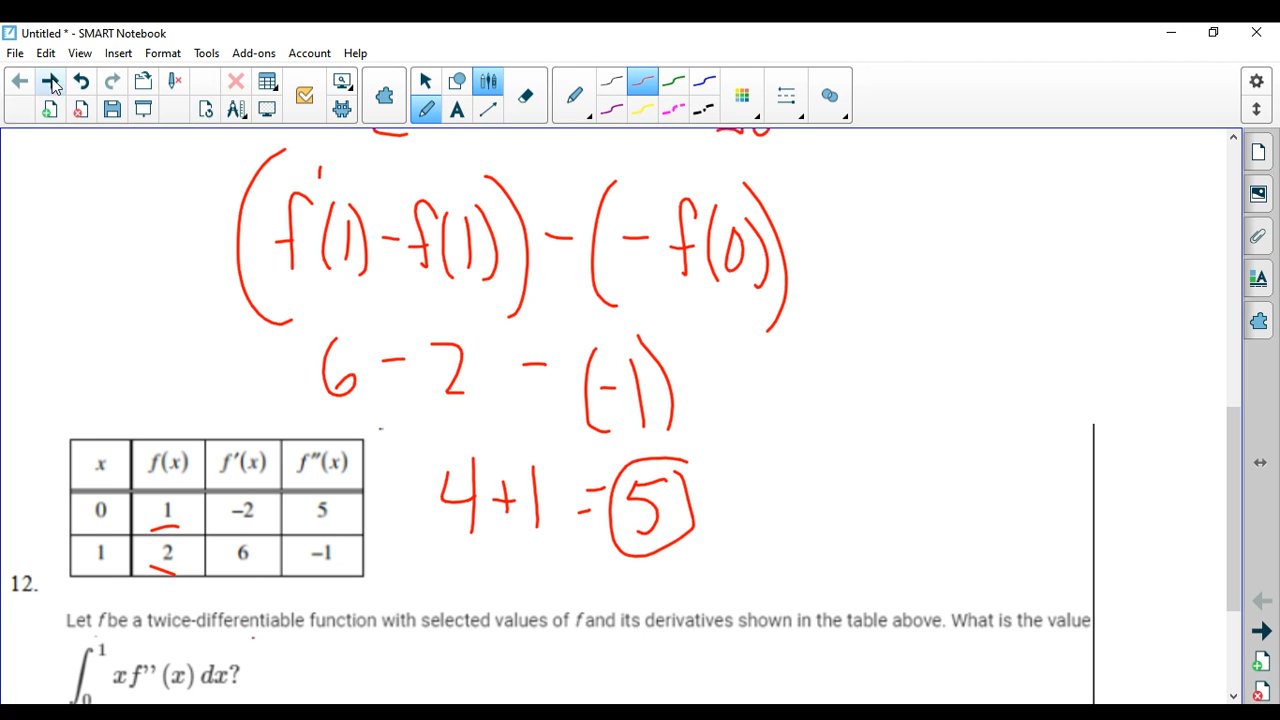 Untitled * - SMART Notebook
File Edit View Insert Format Tools Add-ons Account Help
(f'(1) - f(1)) - (- f(0))
6 - 2 - (-1)
4 + 1 = 5
x f(x) f′(x) f″(x)
0 1 −2 5
1 2 6 −1
12.
Let f be a twice-differentiable function with selected values of f and its derivatives shown in the table above. What is the value
∫₀¹ x f’’ (x) dx?